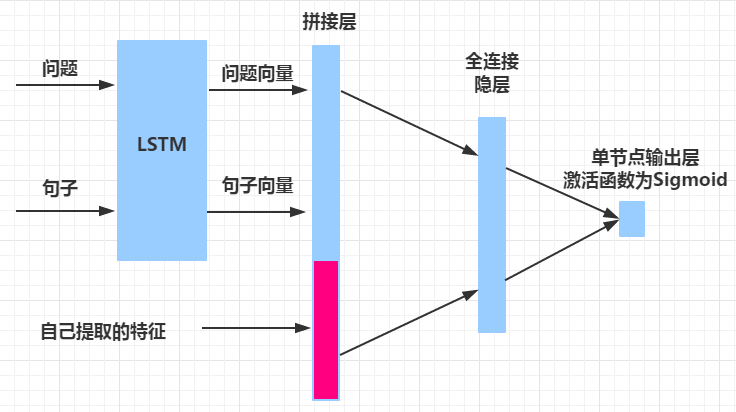 拼接层
全连接
隐层
问题
问题向量
LSTM
单节点输出层
激活函数为Sigmoid
句子
句子向量
自己提取的特征